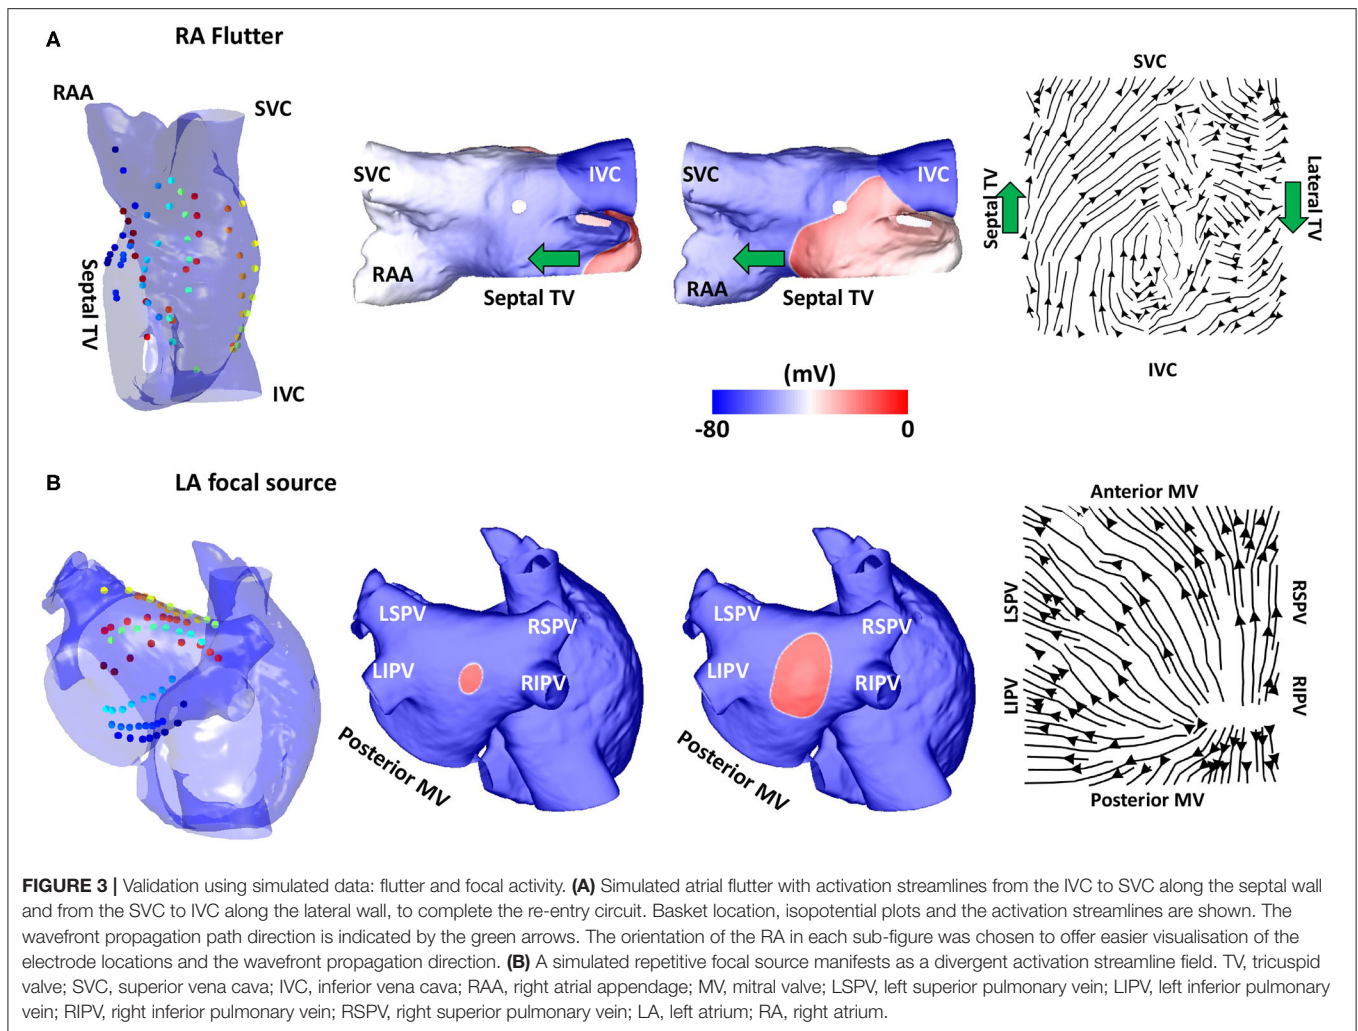 A
RA Flutter
RAA
SVC
Septal TV
IVC
SVC
IVC
RAA
Septal TV
SVC
IVC
RAA
Septal TV
SVC
Septal TV
Lateral TV
IVC
(mV)
-80 0
B
LA focal source
LSPV
RSPV
LIPV
RIPV
Posterior MV
LSPV
RSPV
LIPV
RIPV
Posterior MV
Anterior MV
LSPV
RSPV
LIPV
RIPV
Posterior MV
FIGURE 3 | Validation using simulated data: flutter and focal activity. (A) Simulated atrial flutter with activation streamlines from the IVC to SVC along the septal wall
and from the SVC to IVC along the lateral wall, to complete the re-entry circuit. Basket location, isopotential plots and the activation streamlines are shown. The
wavefront propagation path direction is indicated by the green arrows. The orientation of the RA in each sub-figure was chosen to offer easier visualisation of the
electrode locations and the wavefront propagation direction. (B) A simulated repetitive focal source manifests as a divergent activation streamline field. TV, tricuspid
valve; SVC, superior vena cava; IVC, inferior vena cava; RAA, right atrial appendage; MV, mitral valve; LSPV, left superior pulmonary vein; LIPV, left inferior pulmonary
vein; RIPV, right inferior pulmonary vein; RSPV, right superior pulmonary vein; LA, left atrium; RA, right atrium.